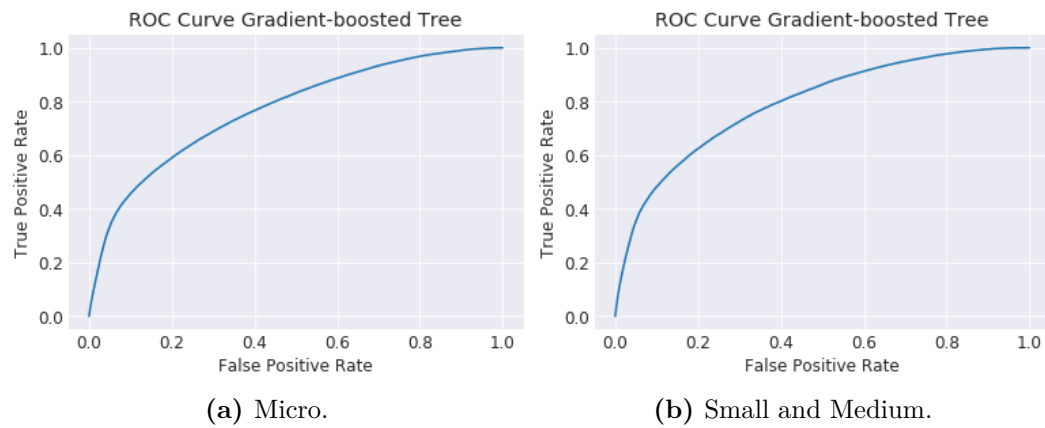 ROC Curve Gradient-boosted Tree
1.0
0.8
0.6
0.4
0.2
0.0
True Positive Rate
0.0 0.2 0.4 0.6 0.8 1.0
False Positive Rate
(a) Micro.
ROC Curve Gradient-boosted Tree
1.0
0.8
0.6
0.4
0.2
0.0
True Positive Rate
0.0 0.2 0.4 0.6 0.8 1.0
False Positive Rate
(b) Small and Medium.